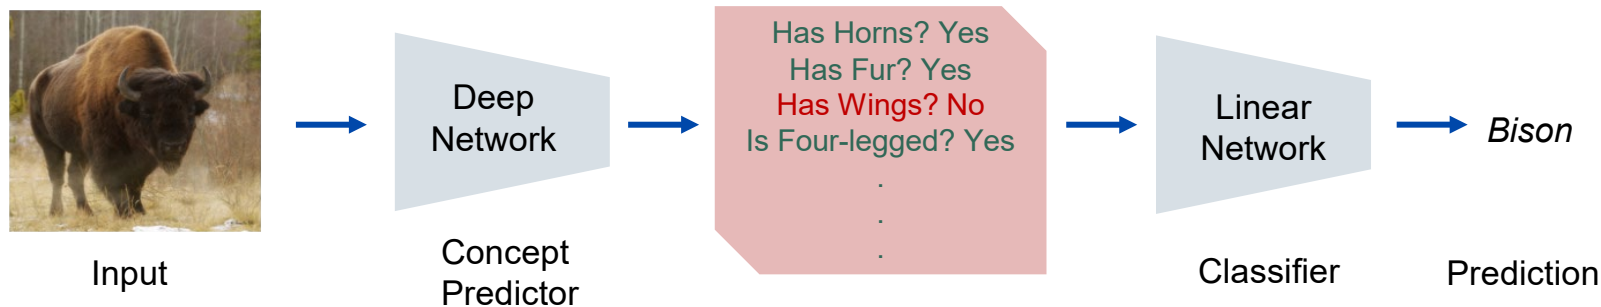 Input
Deep
Network
Concept
Predictor
Has Horns? Yes
Has Fur? Yes
Has Wings? No
Is Four-legged? Yes
.
.
.
Linear
Network
Classifier
Bison
Prediction